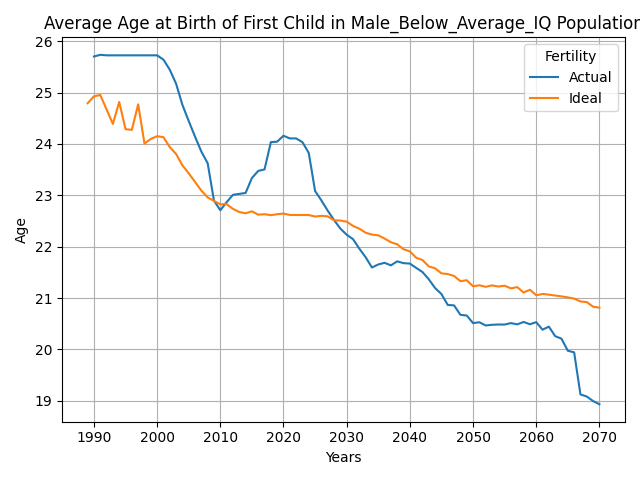 Average Age at Birth of First Child in Male_Below_Average_IQ Population
Fertility
Actual
Ideal
Age
26
25
24
23
22
21
20
19
1990 2000 2010 2020 2030 2040 2050 2060 2070
Years